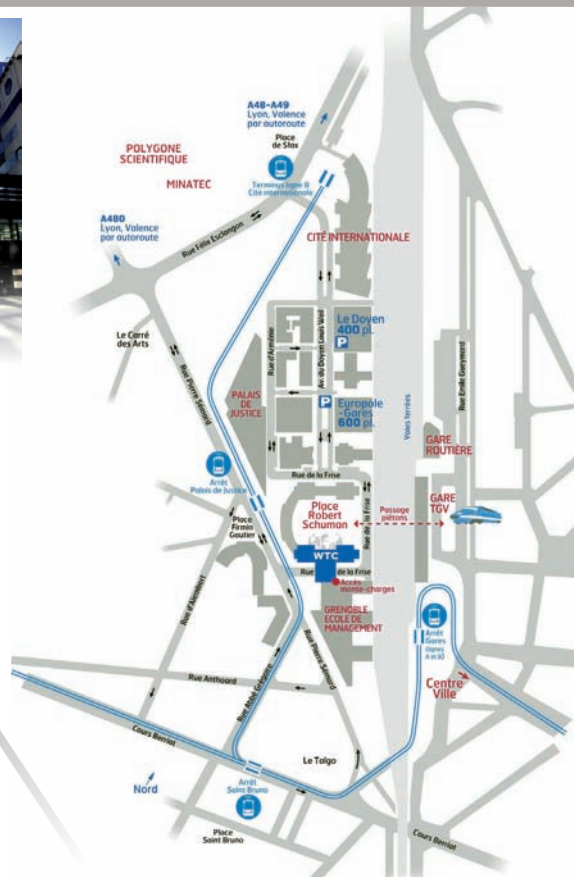 A48-A49
Lyon, Valence
par autoroute
Place
de Sfax
POLYGONE
SCIENTIFIQUE
MINATEC
Terminus ligne B
Cité internationale
A480
Lyon, Valence
par autoroute
Rue Félix Esclangon
CITÉ INTERNATIONALE
Le Carré
des Arts
Rue Pierre Sémard
Rue d'Arménie
Av. du Doyen Louis Weil
Le Doyen
400 pl.
P
PALAIS
DE
JUSTICE
P
Europole
-Gares
600 pl.
Voies ferrées
Rue Emile Gueymard
GARE
ROUTIÈRE
Arrêt
Palais de Justice
Rue de la Frise
GARE
TGV
Place
Robert
Schuman
Passage
piétons
Rue de la Frise
Place
Firmin
Gautier
WTC
Rue de la Frise
Accès
monte-charges
Rue d'Alembert
GRENOBLE
ECOLE DE
MANAGEMENT
Arrêt
Gares
(lignes
A et B)
Rue Anthoard
Rue Abbé Grégoire
Rue Pierre Sémard
Centre
Ville
Cours Berriat
Le Talgo
Nord
Arrêt
Saint Bruno
Place
Saint Bruno
Cours Berriat